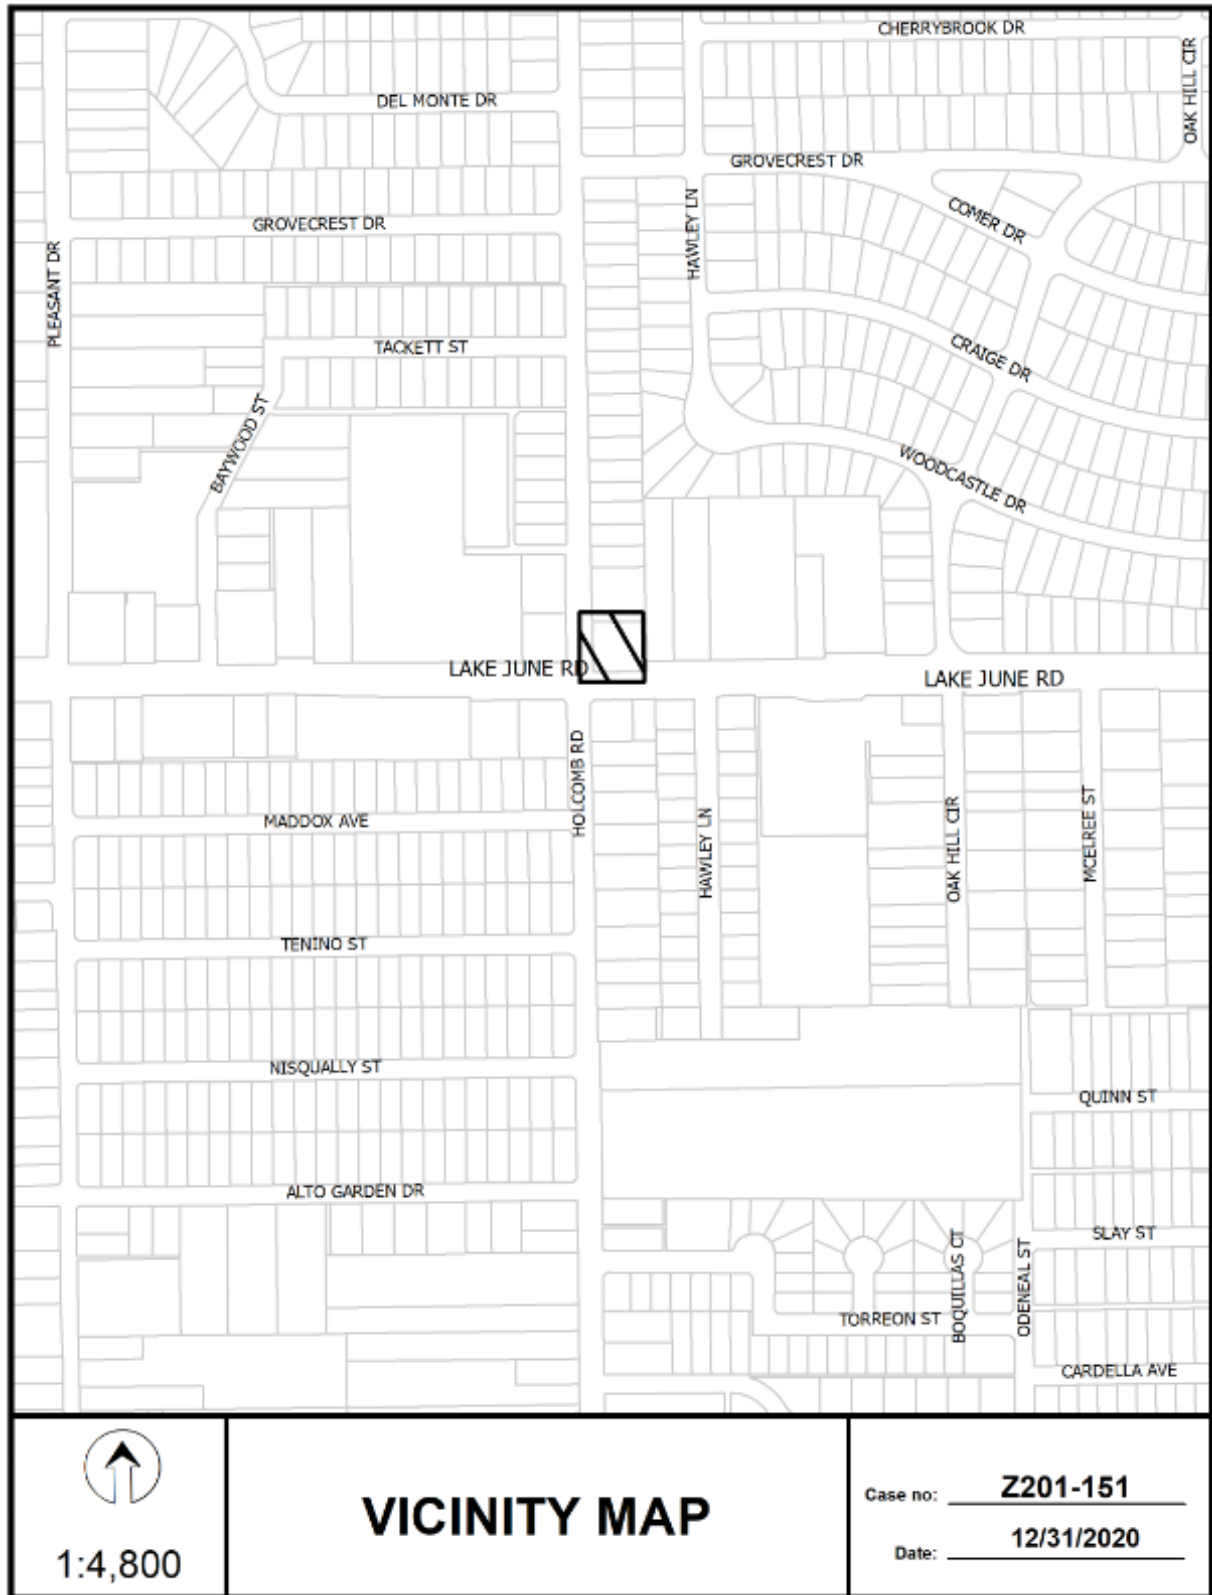 CHERRYBROOK DR
OAK HILL CIR
DEL MONTE DR
GROVECREST DR
HAWLEY LN
COMER DR
GROVECREST DR
PLEASANT DR
TACKETT ST
CRAIGE DR
BAYWOOD ST
WOODCASTLE DR
LAKE JUNE RD
LAKE JUNE RD
HOLCOMB RD
MADDOX AVE
HAWLEY LN
OAK HILL CIR
MCELREE ST
TENINO ST
NISQUALLY ST
QUINN ST
ALTO GARDEN DR
SLAY ST
BOQUILLAS CT
ODENEAL ST
TORREON ST
CARDELLA AVE
1:4,800
VICINITY MAP
Case no: Z201-151
Date: 12/31/2020